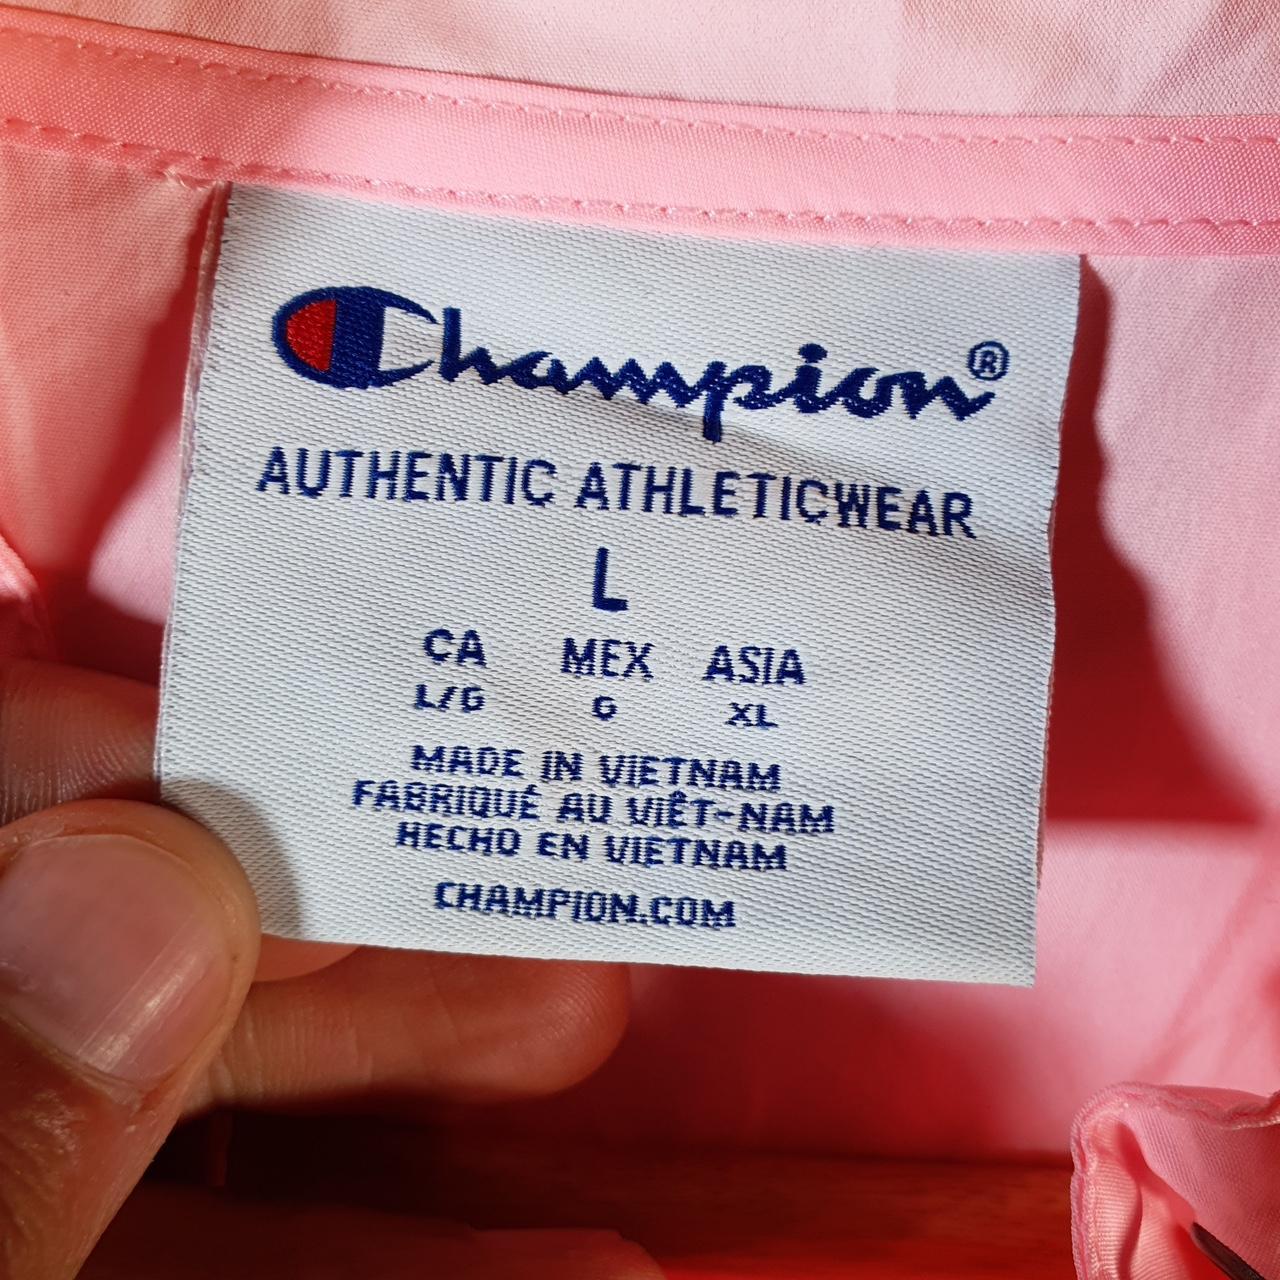 Champion®
AUTHENTIC ATHLETICWEAR
L
CA MEX ASIA
L/G G XL
MADE IN VIETNAM
FABRIQUÉ AU VIÊT-NAM
HECHO EN VIETNAM
CHAMPION.COM